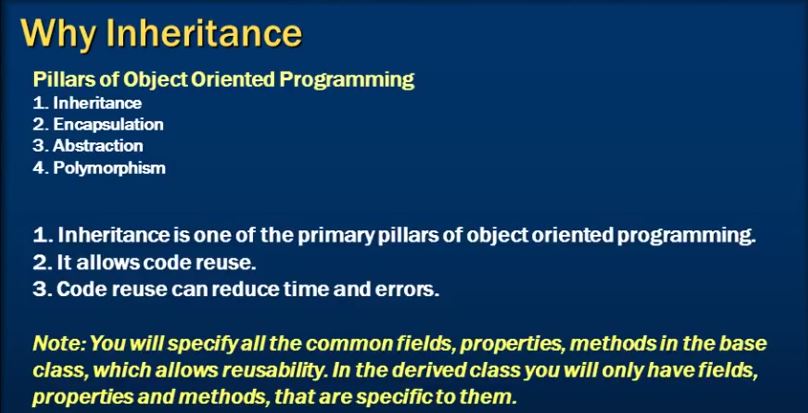 Why Inheritance
Pillars of Object Oriented Programming
1. Inheritance
2. Encapsulation
3. Abstraction
4. Polymorphism
1. Inheritance is one of the primary pillars of object oriented programming.
2. It allows code reuse.
3. Code reuse can reduce time and errors.
Note: You will specify all the common fields, properties, methods in the base
class, which allows reusability. In the derived class you will only have fields,
properties and methods, that are specific to them.